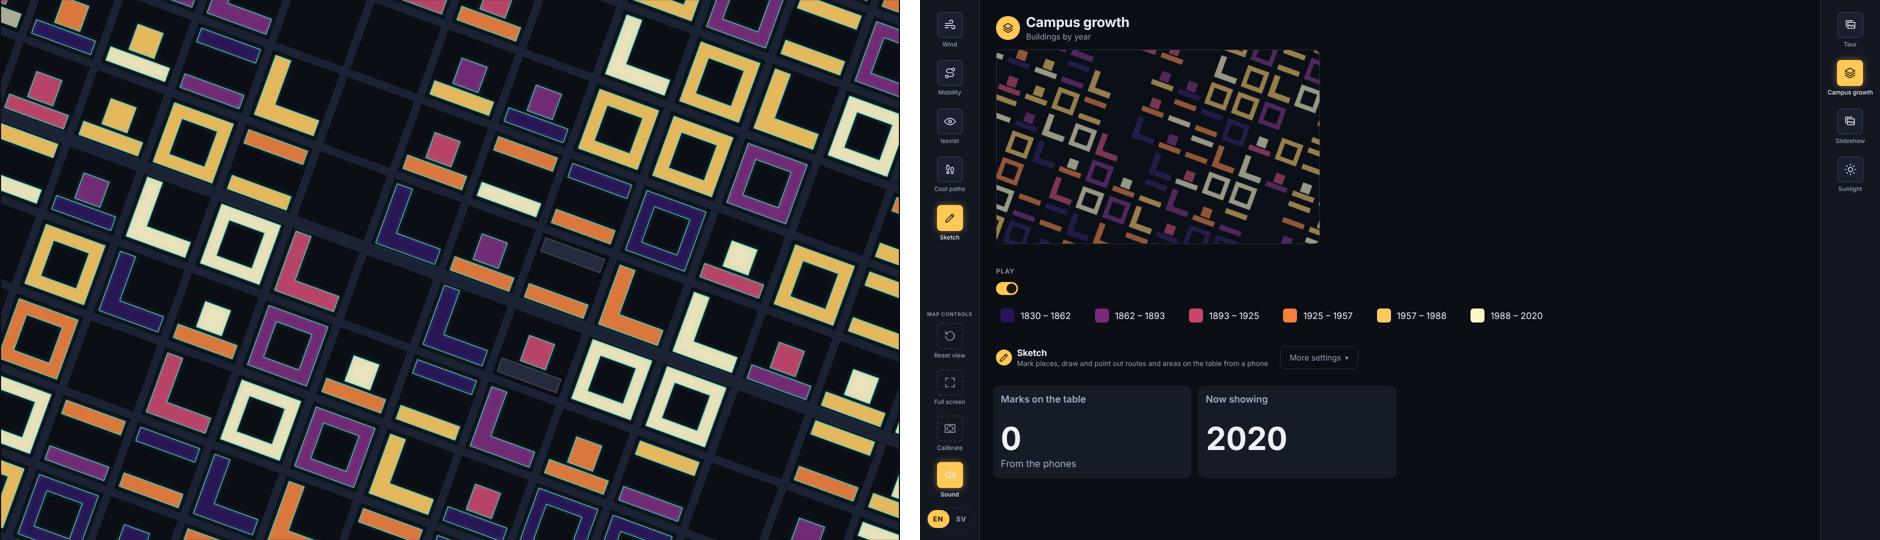 Wind
Mobility
Isovist
Cool paths
Sketch
MAP CONTROLS
Reset view
Full screen
Calibrate
Sound
EN SV
Campus growth
Buildings by year
PLAY
1830 – 1862
1862 – 1893
1893 – 1925
1925 – 1957
1957 – 1988
1988 – 2020
Sketch
Mark places, draw and point out routes and areas on the table from a phone
More settings ▾
Marks on the table
0
From the phones
Now showing
2020
Tour
Campus growth
Slideshow
Sunlight